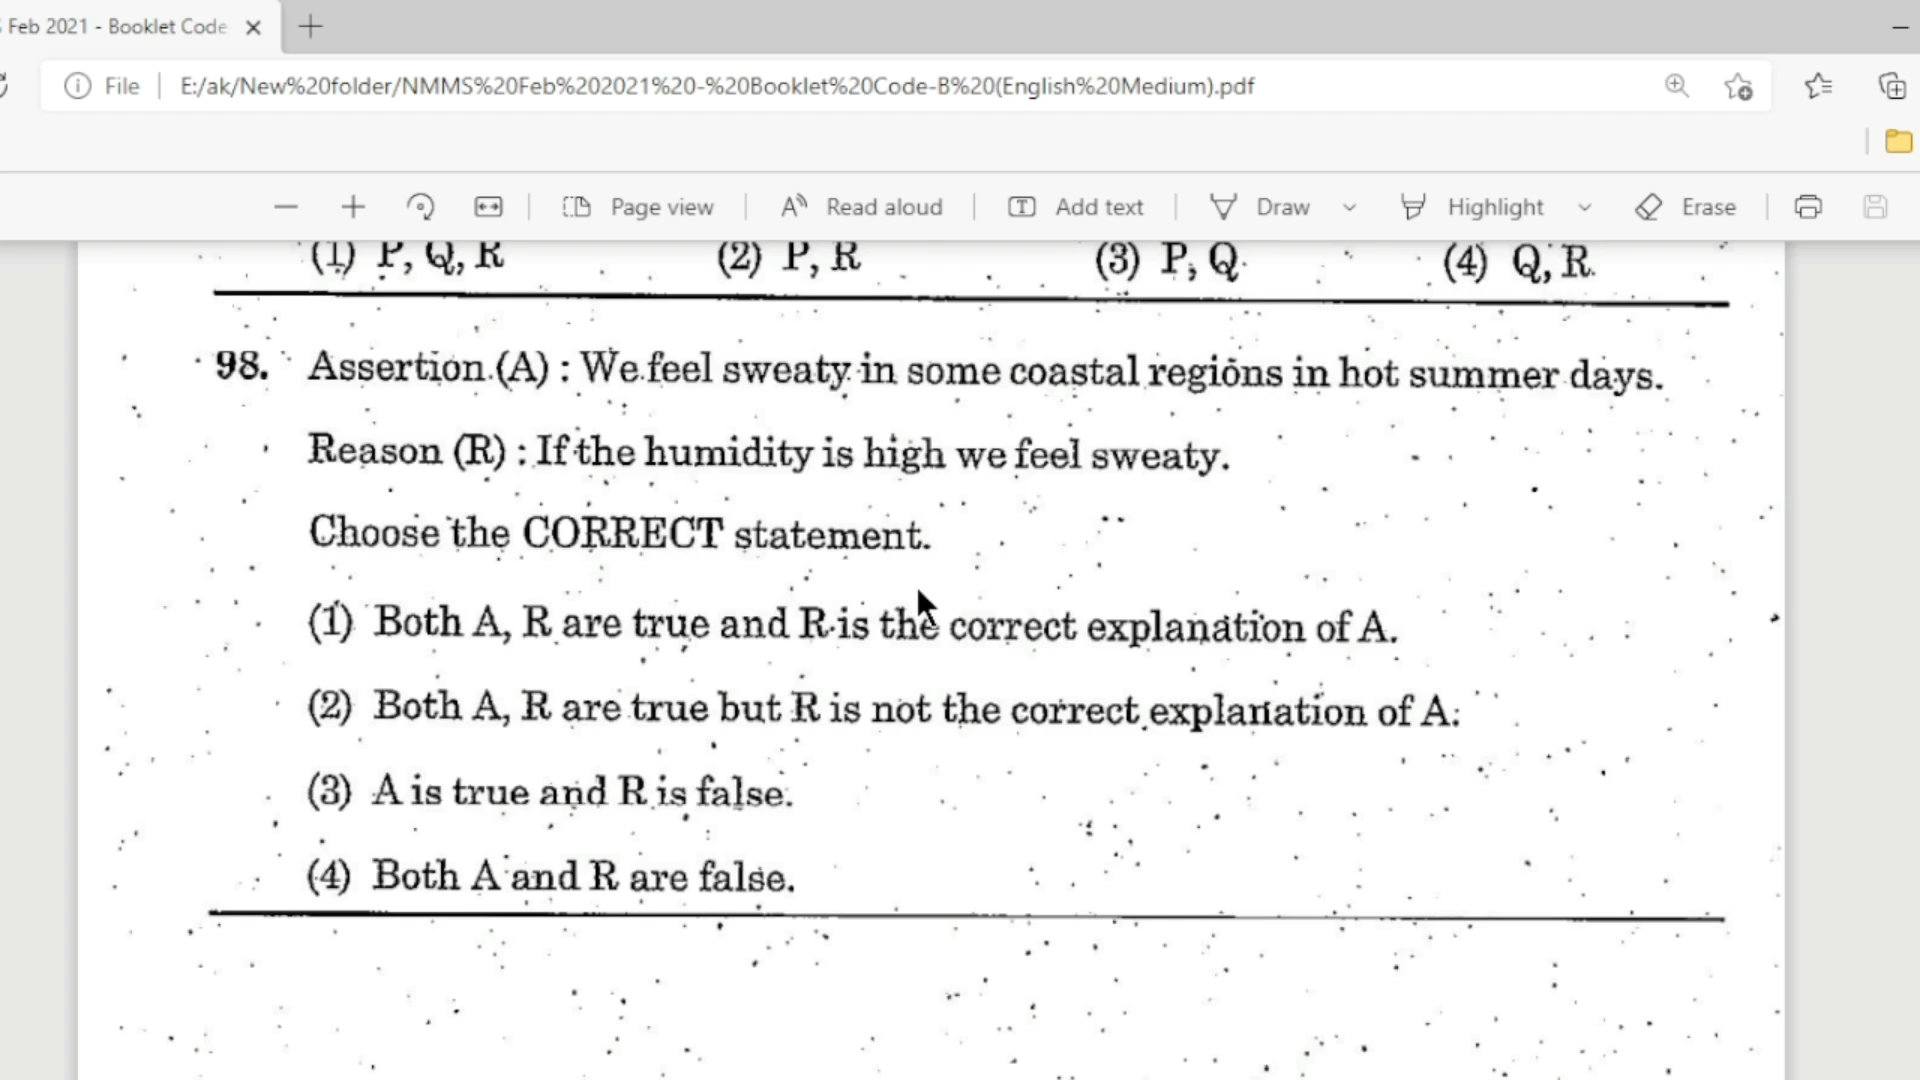 Feb 2021 - Booklet Code
File E:/ak/New%20folder/NMMS%20Feb%202021%20-%20Booklet%20Code-B%20(English%20Medium).pdf
Page view Read aloud Add text Draw Highlight Erase
(1) P, Q, R (2) P, R (3) P, Q (4) Q, R.
98. Assertion (A) : We feel sweaty in some coastal regions in hot summer days.
Reason (R) : If the humidity is high we feel sweaty.
Choose the CORRECT statement.
(1) Both A, R are true and R is the correct explanation of A.
(2) Both A, R are true but R is not the correct explanation of A.
(3) A is true and R is false.
(4) Both A and R are false.